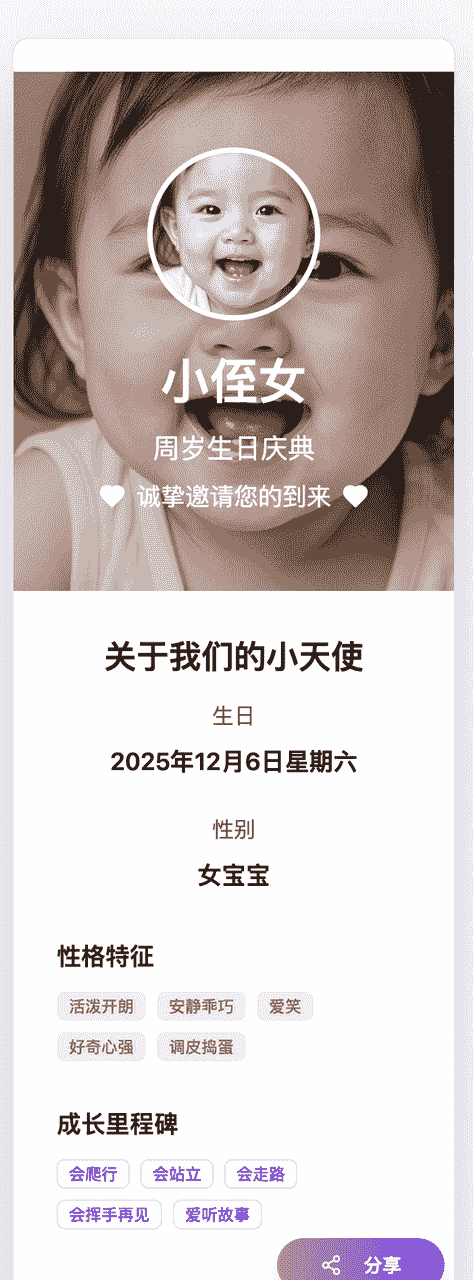 小侄女
周岁生日庆典
诚挚邀请您的到来
关于我们的小天使
生日
2025年12月6日星期六
性别
女宝宝
性格特征
活泼开朗 安静乖巧 爱笑
好奇心强 调皮捣蛋
成长里程碑
会爬行 会站立 会走路
会挥手再见 爱听故事
分享